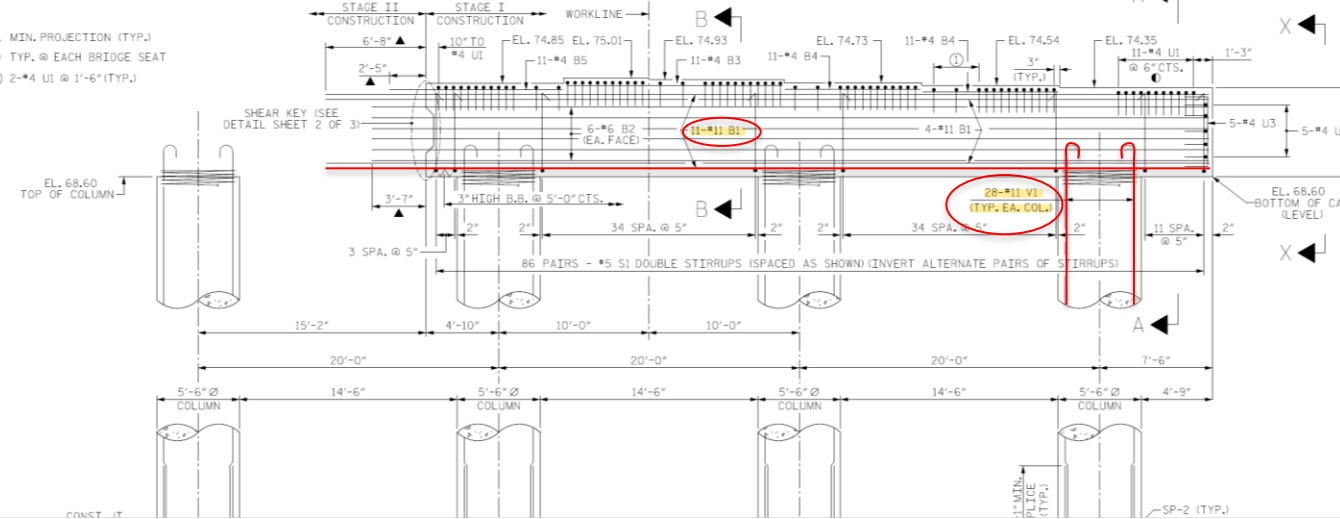 STAGE II
CONSTRUCTION
STAGE I
CONSTRUCTION
WORKLINE
B
X
MIN. PROJECTION (TYP.)
TYP. @ EACH BRIDGE SEAT
2-#4 U1 @ 1'-6"(TYP.)
6'-8"
2'-5"
10" TO
#4 U1
EL. 74.85
EL. 75.01
EL. 74.93
EL. 74.73
11-#4 B4
EL. 74.54
EL. 74.35
11-#4 B5
11-#4 B3
11-#4 B4
1
3"
(TYP.)
11-#4 U1
@ 6"CTS.
1'-3"
SHEAR KEY (SEE
DETAIL SHEET 2 OF 3)
6-#6 B2
(EA. FACE)
11-#11 B1
4-#11 B1
5-#4 U3
5-#4 U
EL. 68.60
TOP OF COLUMN
28-#11 V1
(TYP. EA. COL.)
EL. 68.60
BOTTOM OF CA
(LEVEL)
3'-7"
3"HIGH B.B. @ 5'-0"CTS.
B
2"
2"
34 SPA. @ 5"
2"
2"
34 SPA. @ 5"
2"
11 SPA.
@ 5"
2"
X
3 SPA. @ 5"
86 PAIRS - #5 S1 DOUBLE STIRRUPS (SPACED AS SHOWN)(INVERT ALTERNATE PAIRS OF STIRRUPS)
A
15'-2"
4'-10"
10'-0"
10'-0"
20'-0"
20'-0"
20'-0"
7'-6"
5'-6"Ø
COLUMN
14'-6"
5'-6"Ø
COLUMN
14'-6"
5'-6"Ø
COLUMN
14'-6"
5'-6"Ø
COLUMN
4'-9"
1" MIN.
PLICE
(TYP.)
CONST. JT
SP-2 (TYP.)